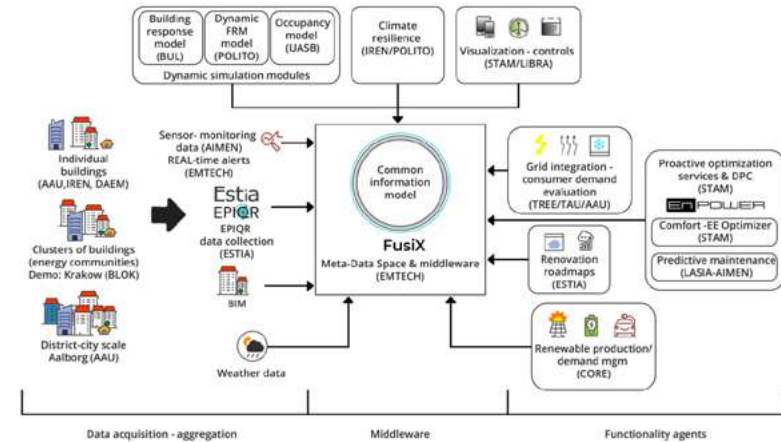 Building
response
model
(BUL)
Dynamic
FRM
model
(POLITO)
Occupancy
model
(UASB)
Dynamic simulation modules
Climate
resilience
(IREN/POLITO)
Visualization - controls
(STAM/LIBRA)
Individual
buildings
(AAU,IREN, DAEM)
Clusters of buildings
(energy communities)
Demo: Krakow (BLOK)
District-city scale
Aalborg (AAU)
Sensor- monitoring
data (AIMEN)
REAL-time alerts
(EMTECH)
Estia
EPIQR
EPIQR
data collection
(ESTIA)
BIM
Weather data
Common
information
model
FusiX
Meta-Data Space & middleware
(EMTECH)
Grid integration -
consumer demand
evaluation
(TREE/TAU/AAU)
Renovation
roadmaps
(ESTIA)
Renewable production/
demand mgm
(CORE)
Proactive optimization
services & DPC
(STAM)
ENPOWER
Comfort -EE Optimizer
(STAM)
Predictive maintenance
(LASIA-AIMEN)
Data acquisition - aggregation
Middleware
Functionality agents